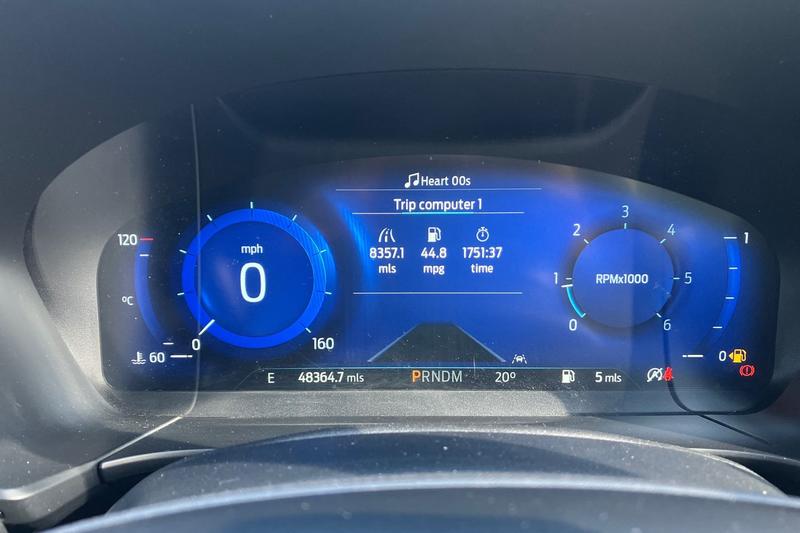 Heart 00s
Trip computer 1
8357.1 44.8 1751:37
mls mpg time
120
°C
60
mph
0
0 160
3
2 4
1 5
0 6
RPMx1000
1
0
E 48364.7 mls PRNDM 20° 5 mls